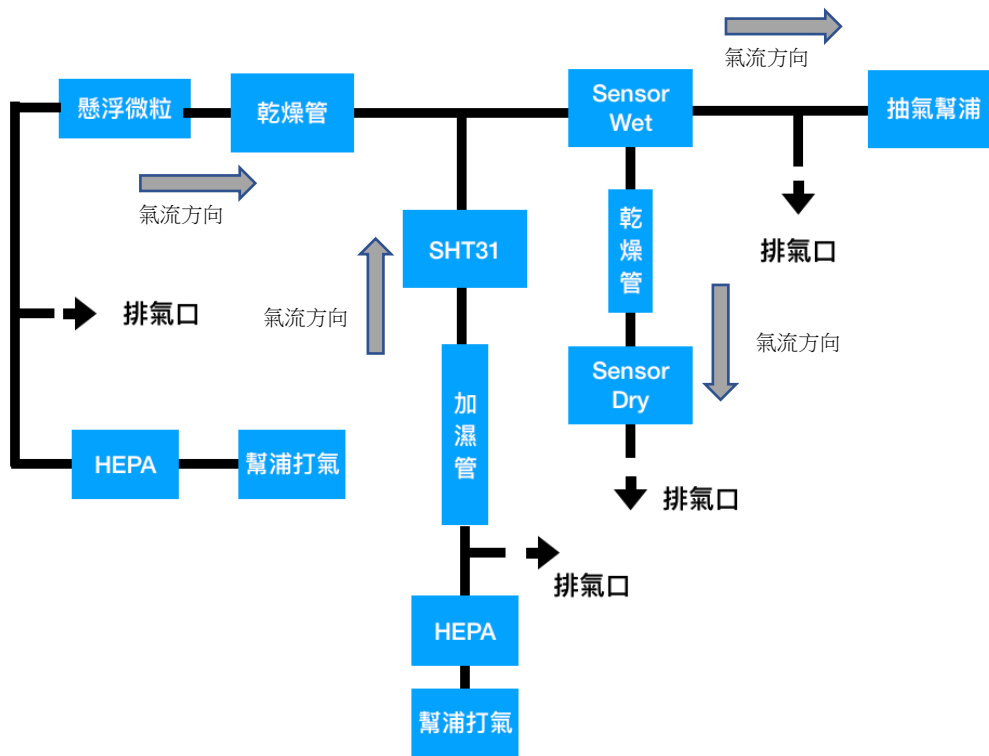 氣流方向
懸浮微粒
乾燥管
Sensor
Wet
抽氣幫浦
氣流方向
乾燥管
SHT31
排氣口
排氣口
氣流方向
氣流方向
加濕管
Sensor
Dry
HEPA
幫浦打氣
排氣口
排氣口
HEPA
幫浦打氣